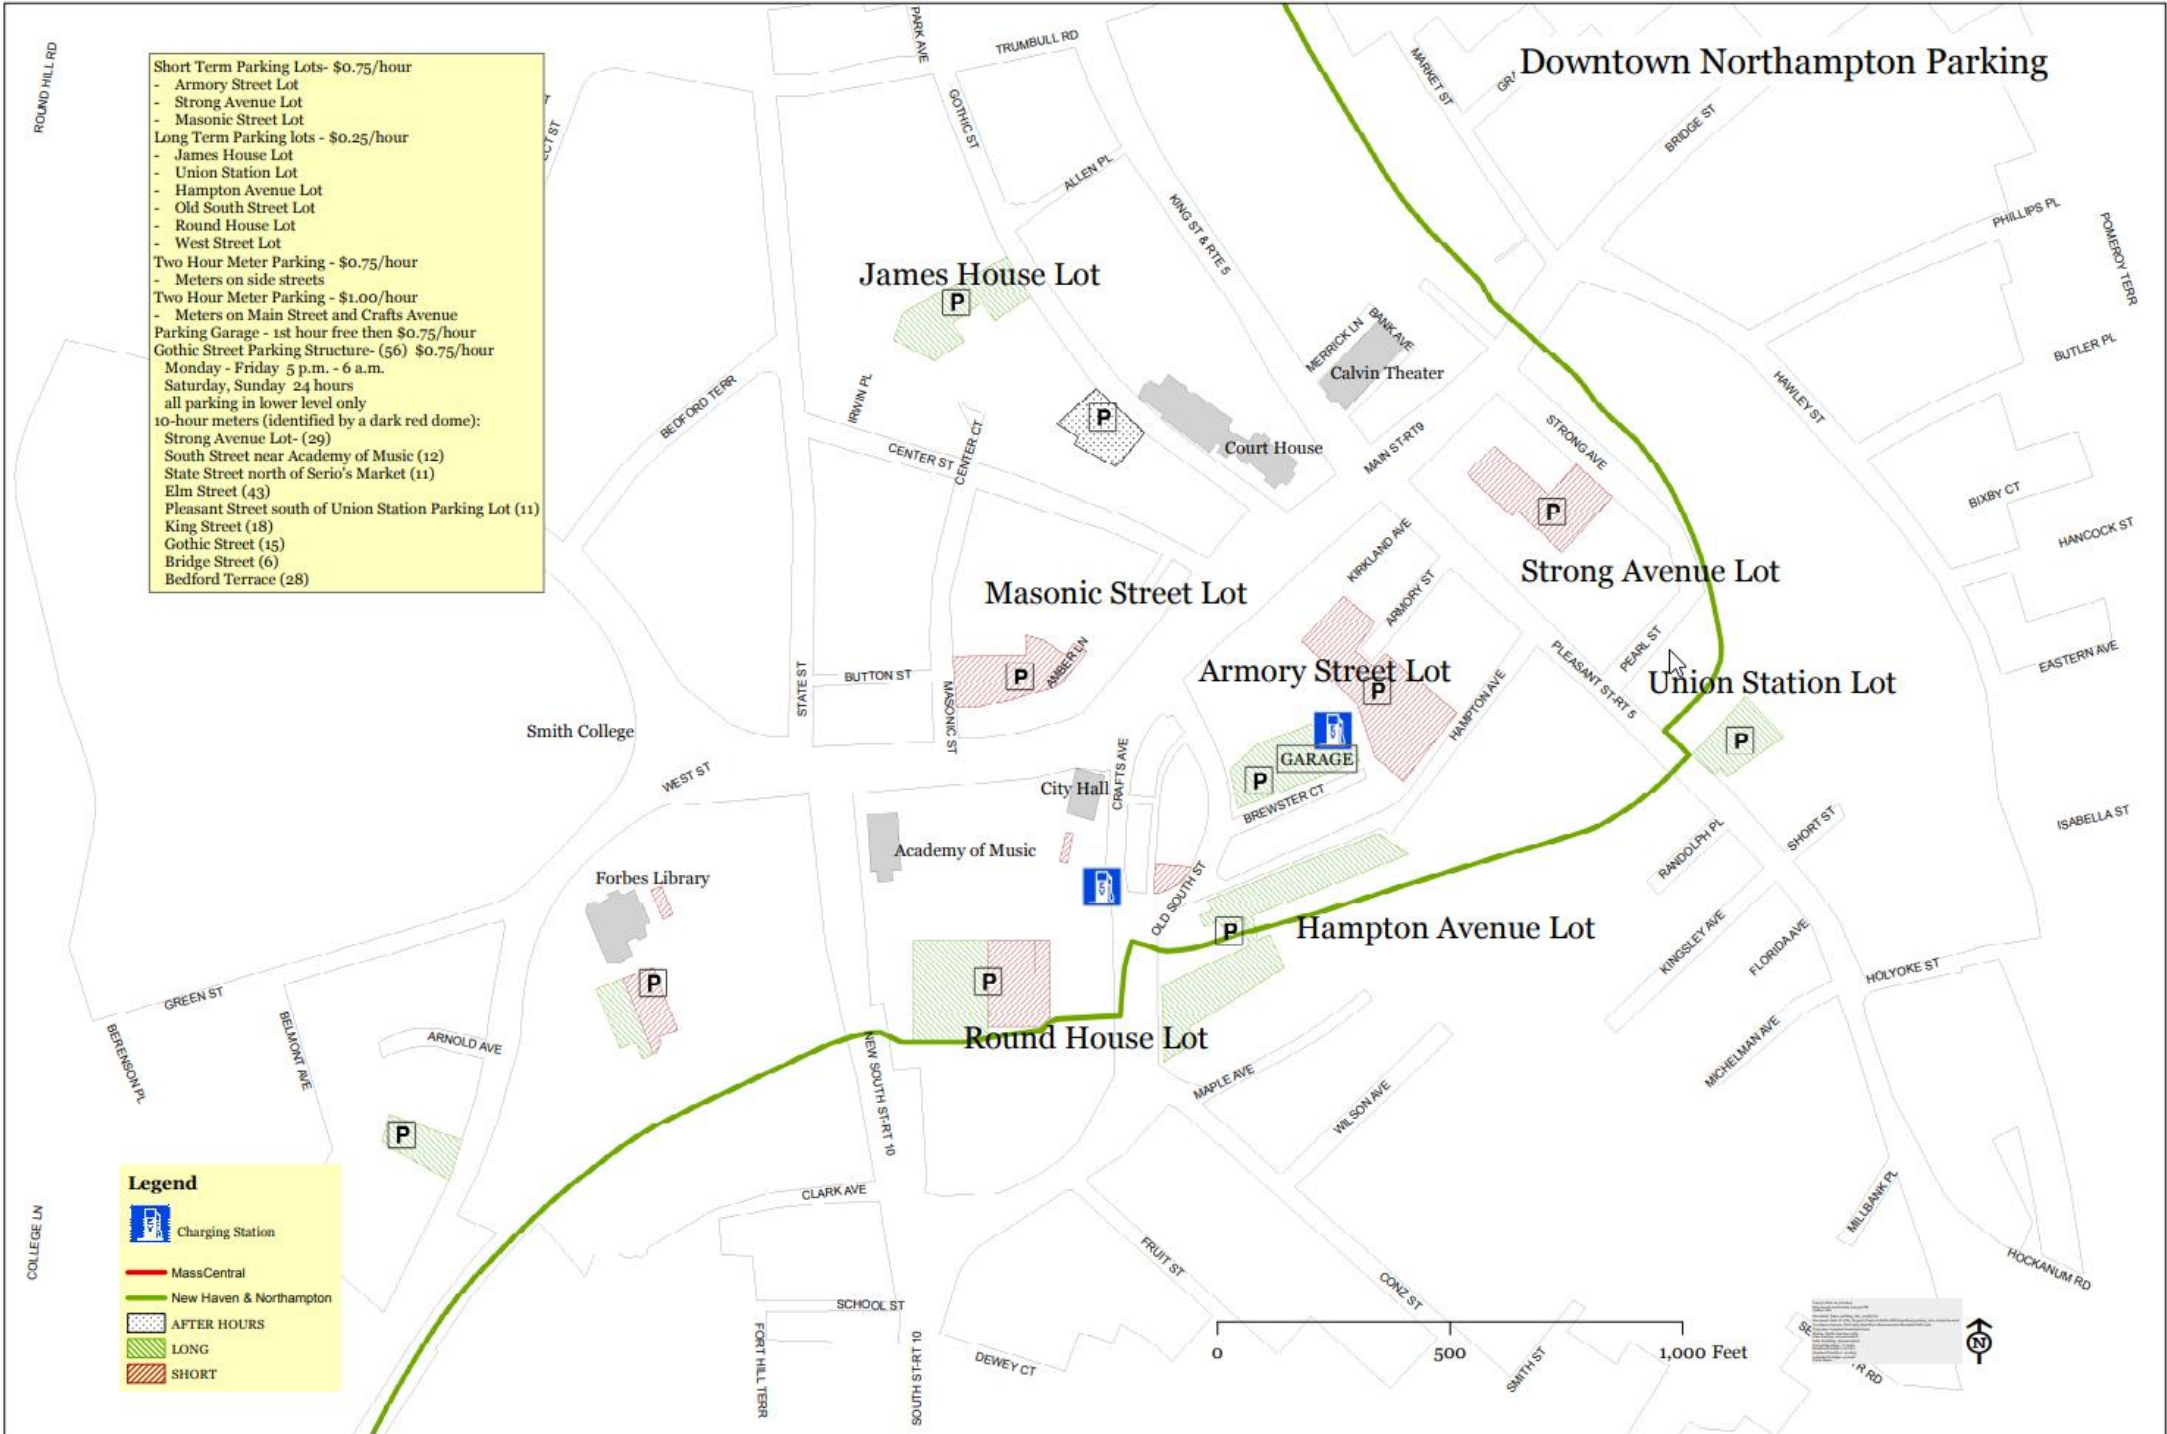 Downtown Northampton Parking
Short Term Parking Lots- $0.75/hour
- Armory Street Lot
- Strong Avenue Lot
- Masonic Street Lot
Long Term Parking lots - $0.25/hour
- James House Lot
- Union Station Lot
- Hampton Avenue Lot
- Old South Street Lot
- Round House Lot
- West Street Lot
Two Hour Meter Parking - $0.75/hour
- Meters on side streets
Two Hour Meter Parking - $1.00/hour
- Meters on Main Street and Crafts Avenue
Parking Garage - 1st hour free then $0.75/hour
Gothic Street Parking Structure- (56) $0.75/hour
Monday - Friday 5 p.m. - 6 a.m.
Saturday, Sunday 24 hours
all parking in lower level only
10-hour meters (identified by a dark red dome):
Strong Avenue Lot- (29)
South Street near Academy of Music (12)
State Street north of Serio's Market (11)
Elm Street (43)
Pleasant Street south of Union Station Parking Lot (11)
King Street (18)
Gothic Street (15)
Bridge Street (6)
Bedford Terrace (28)
ROUND HILL RD
PARK AVE
TRUMBULL RD
GOTHIC ST
ALLEN PL
KING ST & RTE 5
MARKET ST
BRIDGE ST
PHILLIPS PL
POMEROY TERR
BUTLER PL
HAWLEY ST
BIXBY CT
HANCOCK ST
EASTERN AVE
ISABELLA ST
James House Lot
P
MERRICK LN
BANK AVE
Calvin Theater
P
Court House
MAIN ST-RT9
STRONG AVE
P
Strong Avenue Lot
BEDFORD TERR
IRWIN PL
CENTER ST
CENTER CT
KIRKLAND AVE
ARMORY ST
Masonic Street Lot
P
AMBER LN
BUTTON ST
STATE ST
MASONIC ST
Armory Street Lot
P
HAMPTON AVE
PLEASANT ST-RT 5
PEARL ST
Union Station Lot
P
Smith College
WEST ST
City Hall
CRAFTS AVE
GARAGE
P
BREWSTER CT
Academy of Music
Forbes Library
P
OLD SOUTH ST
P
Hampton Avenue Lot
P
Round House Lot
RANDOLPH PL
SHORT ST
KINGSLEY AVE
FLORIDA AVE
HOLYOKE ST
MICHELMAN AVE
MILLBANK PL
HOCKANUM RD
GREEN ST
BERENSON PL
BELMONT AVE
ARNOLD AVE
P
NEW SOUTH ST-RT 10
MAPLE AVE
WILSON AVE
CLARK AVE
FRUIT ST
CONZ ST
SCHOOL ST
FORT HILL TERR
SOUTH ST-RT 10
DEWEY CT
SMITH ST
COLLEGE LN
Legend
Charging Station
MassCentral
New Haven & Northampton
AFTER HOURS
LONG
SHORT
0 500 1,000 Feet
N